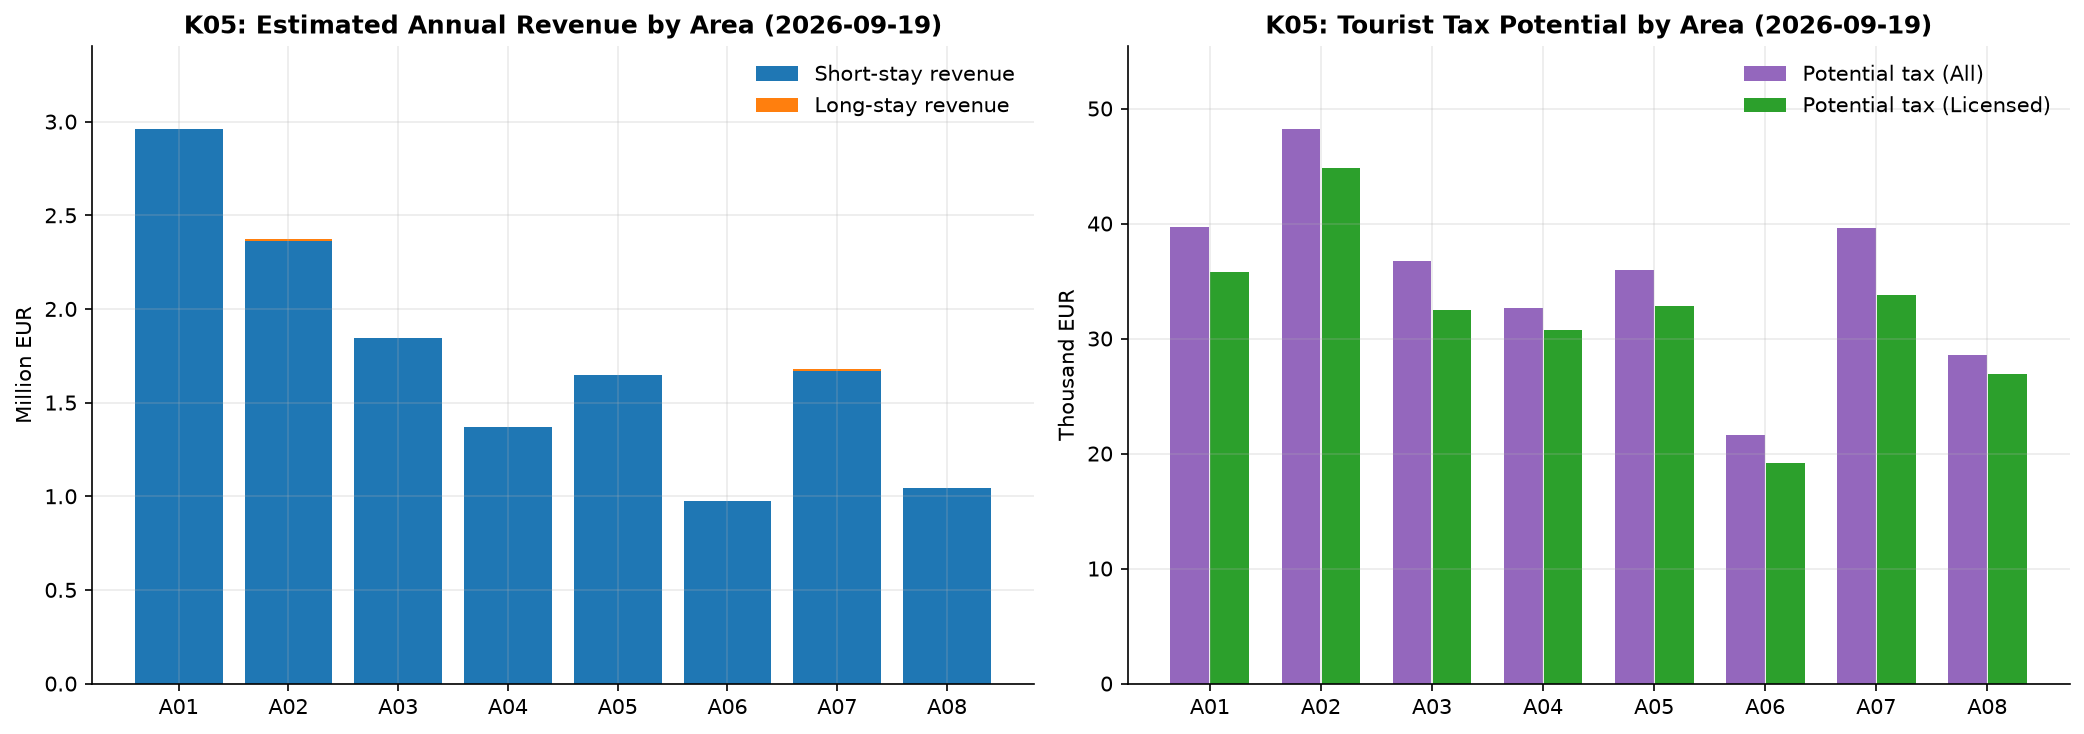 K05: Estimated Annual Revenue by Area (2026-09-19)
Short-stay revenue
Long-stay revenue
Million EUR
3.0
2.5
2.0
1.5
1.0
0.5
0.0
A01 A02 A03 A04 A05 A06 A07 A08
K05: Tourist Tax Potential by Area (2026-09-19)
Potential tax (All)
Potential tax (Licensed)
Thousand EUR
50
40
30
20
10
0
A01 A02 A03 A04 A05 A06 A07 A08